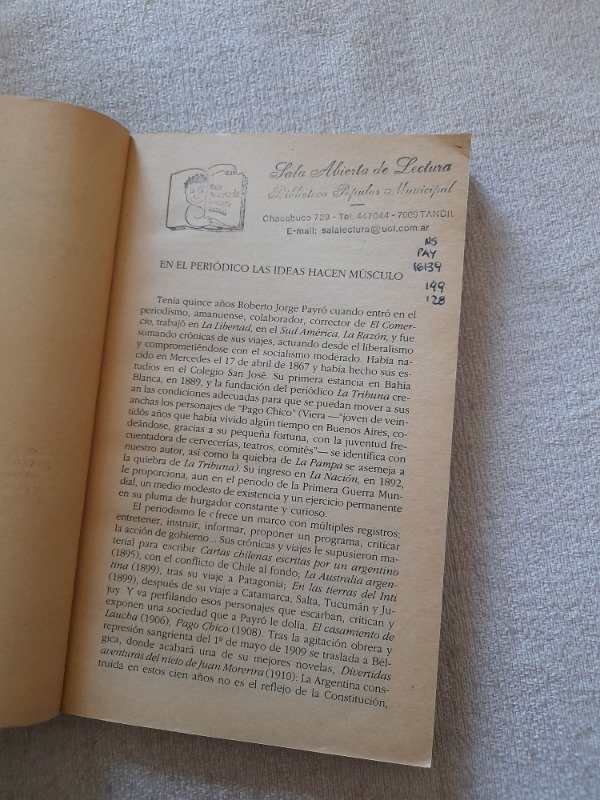 Sala Abierta de Lectura
Biblioteca Popular Municipal
Chacabuco 729 - Tel. 447044 - 7000 TANDIL
E-mail: salalectura@uol.com.ar
Sala
Abierta de
Lectura
NS
PAY
16139
199
128
EN EL PERIÓDICO LAS IDEAS HACEN MÚSCULO
Tenía quince años Roberto Jorge Payró cuando entró en el
periodismo, amanuense, colaborador, corrector de El Comer-
cio, trabajó en La Libertad, en el Sud América, La Razón, y fue
sumando crónicas de sus viajes, actuando desde el liberalismo
y comprometiéndose con el socialismo moderado. Había na-
cido en Mercedes el 17 de abril de 1867 y había hecho sus es-
tudios en el Colegio San José. Su primera estancia en Bahía
Blanca, en 1889, y la fundación del periódico La Tribuna cre-
an las condiciones adecuadas para que se puedan mover a sus
anchas los personajes de "Pago Chico" (Viera —"joven de vein-
tidós años que había vivido algún tiempo en Buenos Aires, co-
deándose, gracias a su pequeña fortuna, con la juventud fre-
cuentadora de cervecerías, teatros, comités"— se identifica con
nuestro autor, así como la quiebra de La Pampa se asemeja a
la quiebra de La Tribuna). Su ingreso en La Nación, en 1892,
le proporciona, aun en el periodo de la Primera Guerra Mun-
dial, un medio modesto de existencia y un ejercicio permanente
en su pluma de hurgador constante y curioso.
El periodismo le ofrece un marco con múltiples registros:
entretener, instruir, informar, proponer un programa, criticar
la acción de gobierno... Sus crónicas y viajes le supusieron ma-
terial para escribir Cartas chilenas escritas por un argentino
(1895), con el conflicto de Chile al fondo; La Australia argen-
tina (1899), tras su viaje a Patagonia; En las tierras del Inti
(1899), después de su viaje a Catamarca, Salta, Tucumán y Ju-
juy. Y va perfilando esos personajes que escarban, critican y
exponen una sociedad que a Payró le dolía, El casamiento de
Laucha (1906), Pago Chico (1908). Tras la agitación obrera y
represión sangrienta del 1º de mayo de 1909 se traslada a Bél-
gica, donde acabará una de su mejores novelas, Divertidas
aventuras del nieto de Juan Moreira (1910). La Argentina cons-
truida en estos cien años no es el reflejo de la Constitución,